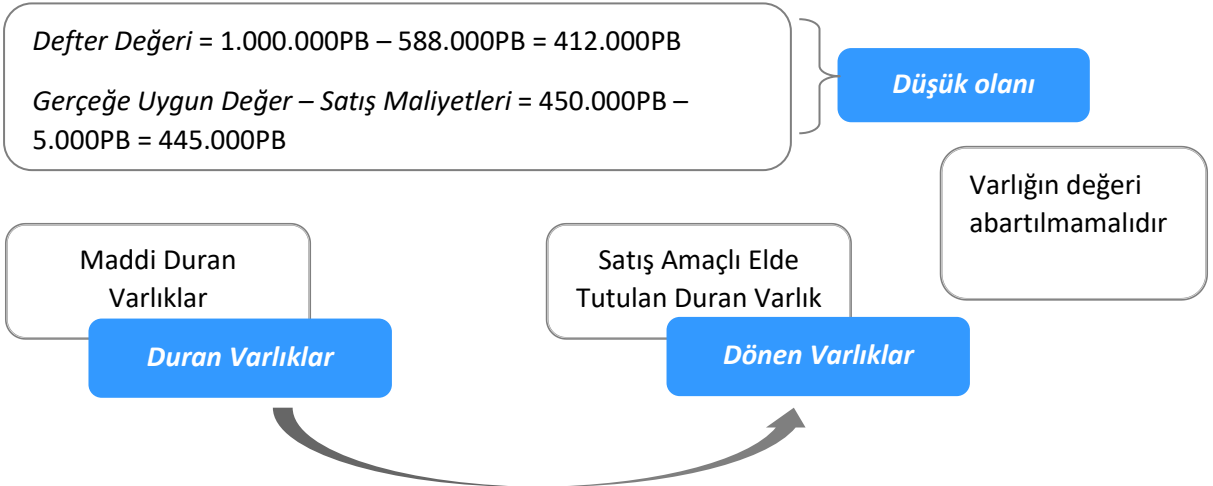 Defter Değeri = 1.000.000PB – 588.000PB = 412.000PB
Gerçeğe Uygun Değer – Satış Maliyetleri = 450.000PB –
5.000PB = 445.000PB
Düşük olanı
Varlığın değeri
abartılmamalıdır
Maddi Duran
Varlıklar
Duran Varlıklar
Satış Amaçlı Elde
Tutulan Duran Varlık
Dönen Varlıklar